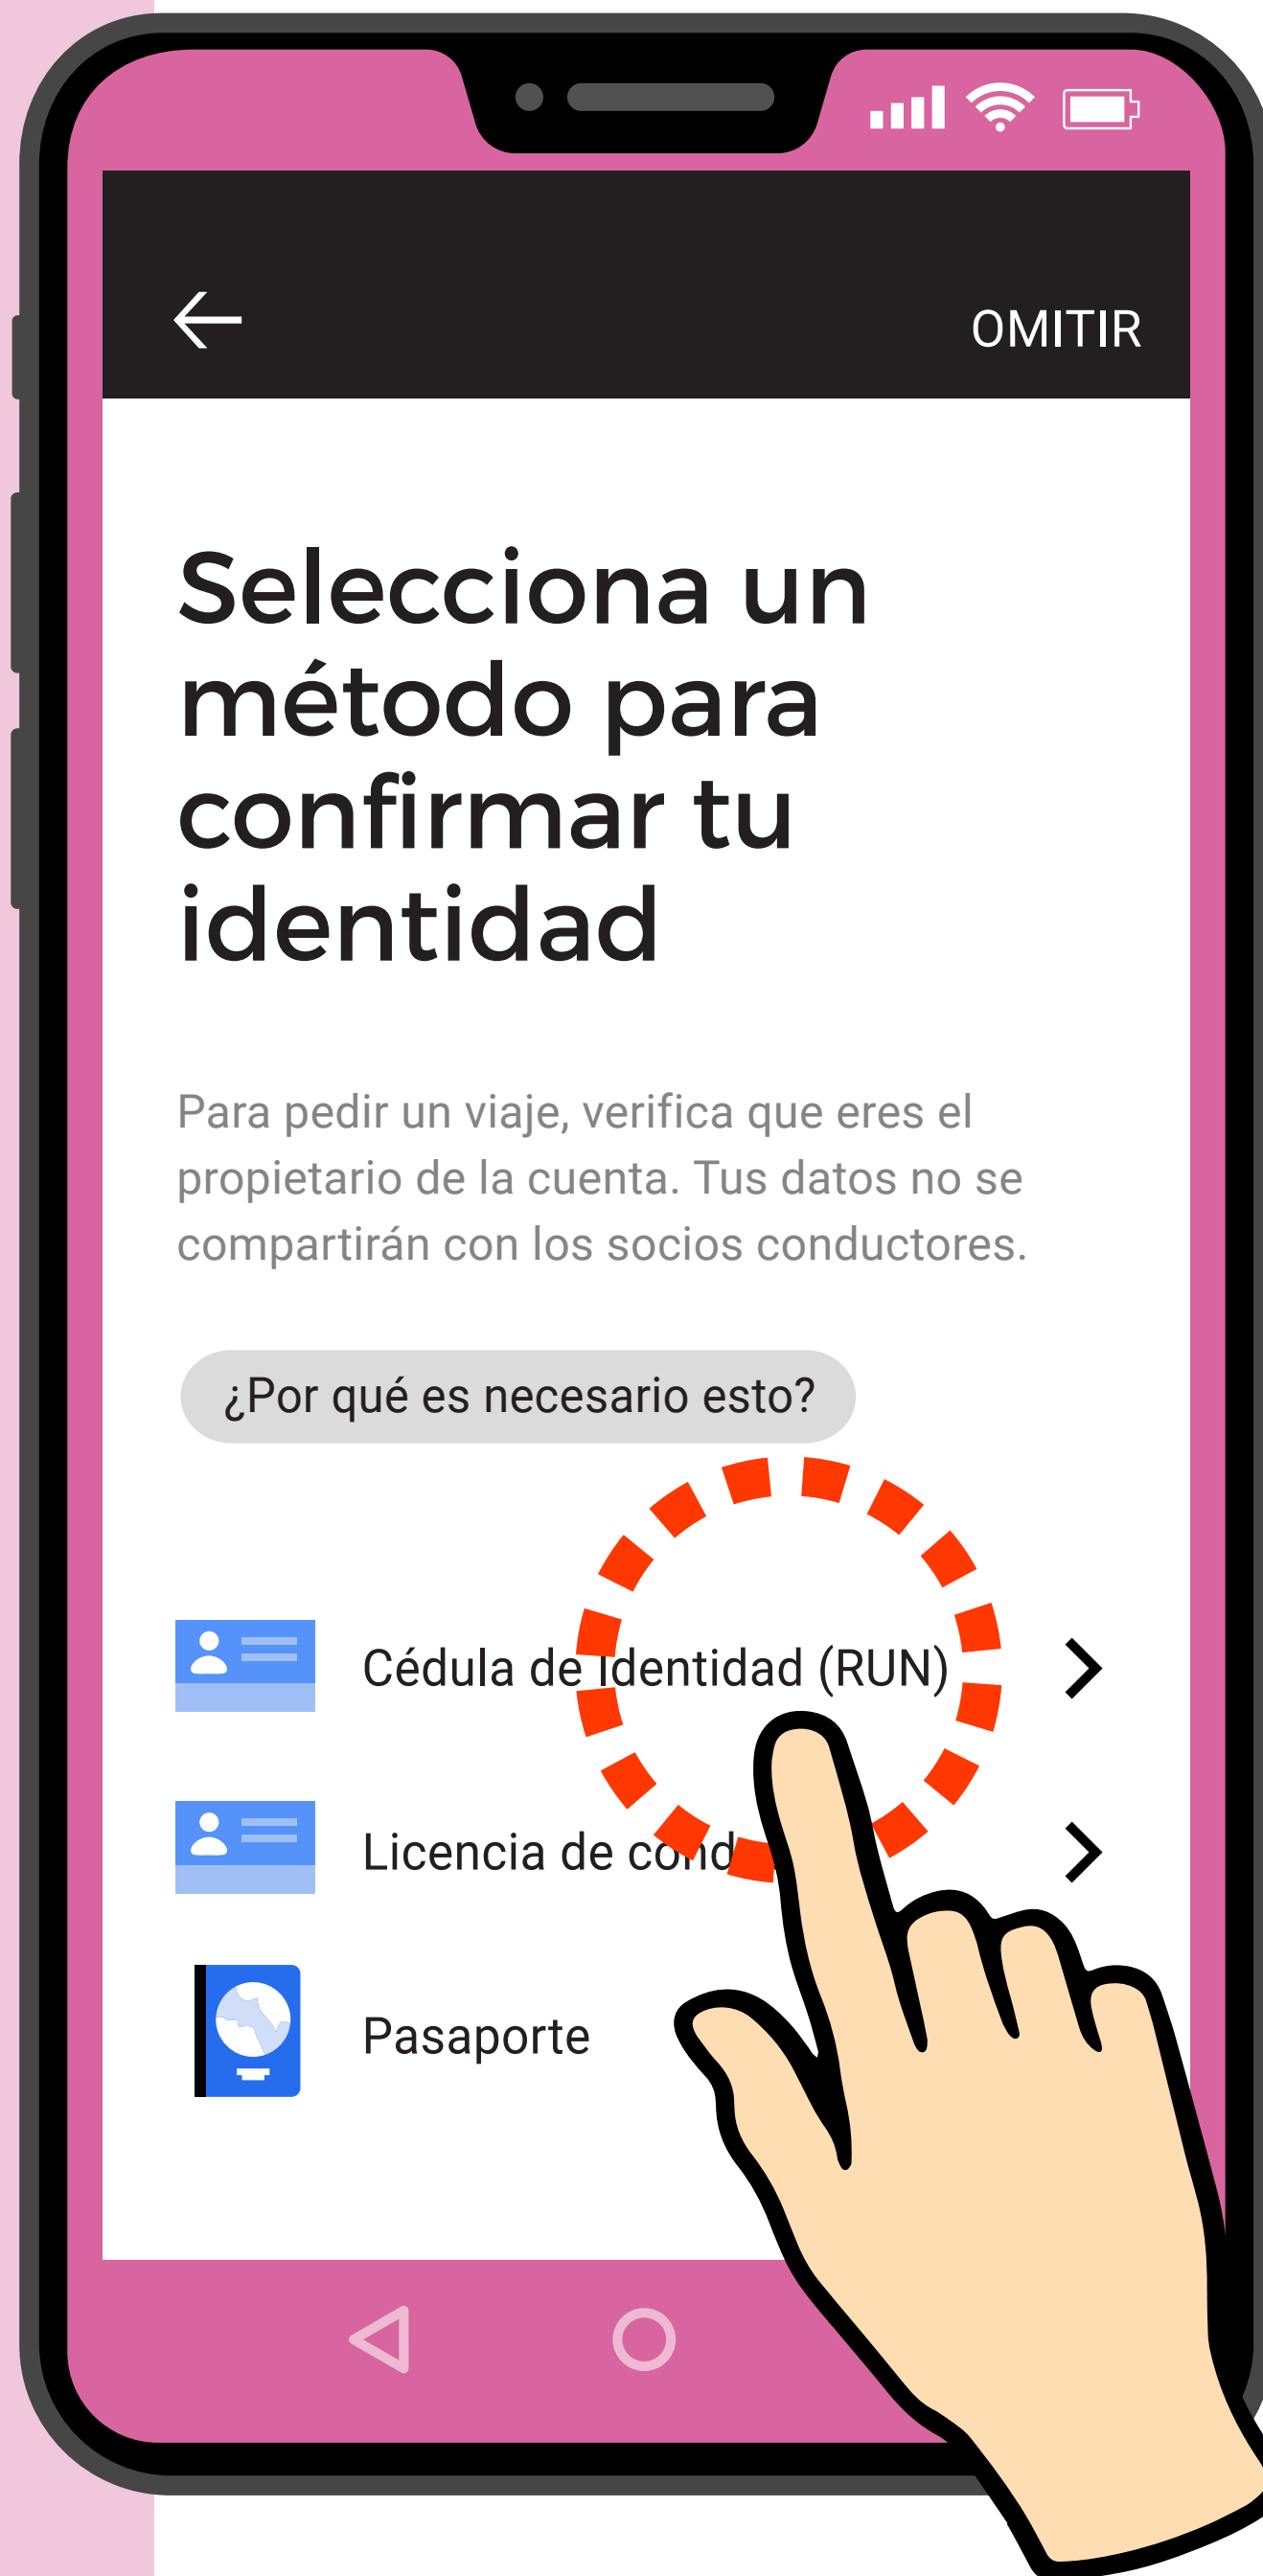 OMITIR
Selecciona un
método para
confirmar tu
identidad
Para pedir un viaje, verifica que eres el
propietario de la cuenta. Tus datos no se
compartirán con los socios conductores.
¿Por qué es necesario esto?
Cédula de Identidad (RUN)
Licencia de
Pasaporte